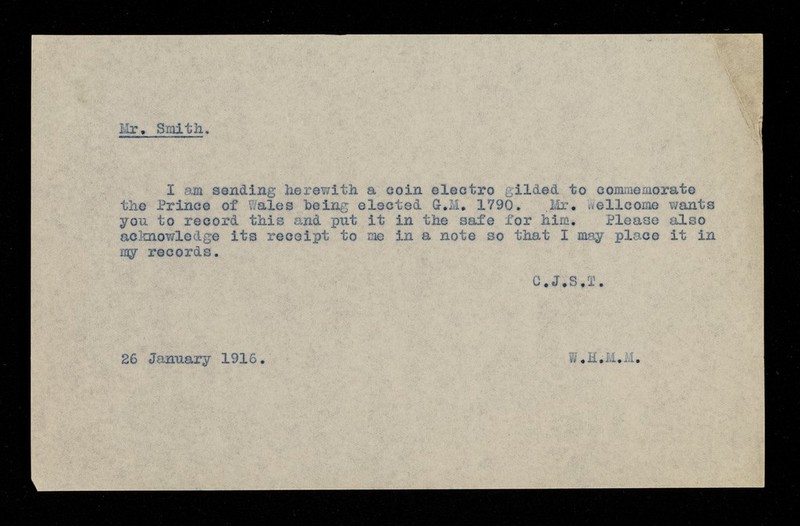 Mr. Smith.
I am sending herewith a coin electro gilded to commemorate
the Prince of Wales being elected G.M. 1790. Mr. Wellcome wants
you to record this and put it in the safe for him. Please also
acknowledge its receipt to me in a note so that I may place it in
my records.
C.J.S.T.
26 January 1916. W.H.M.M.